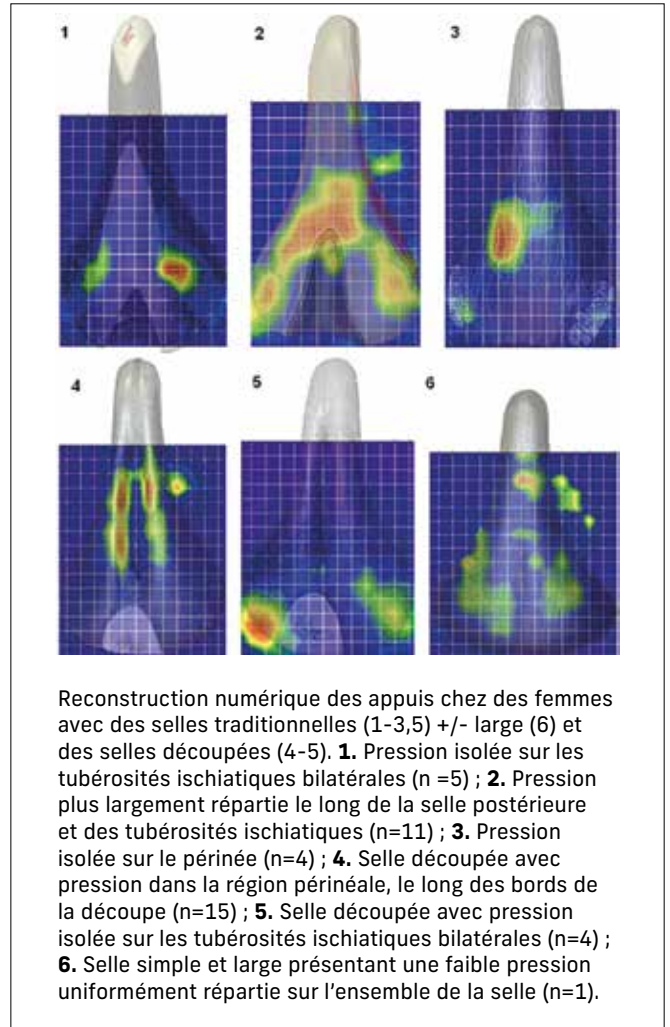 1
2
3
4
5
6
Reconstruction numérique des appuis chez des femmes
avec des selles traditionnelles (1-3,5) +/- large (6) et
des selles découpées (4-5). 1. Pression isolée sur les
tubérosités ischiatiques bilatérales (n =5) ; 2. Pression
plus largement répartie le long de la selle postérieure
et des tubérosités ischiatiques (n=11) ; 3. Pression
isolée sur le périnée (n=4) ; 4. Selle découpée avec
pression dans la région périnéale, le long des bords de
la découpe (n=15) ; 5. Selle découpée avec pression
isolée sur les tubérosités ischiatiques bilatérales (n=4) ;
6. Selle simple et large présentant une faible pression
uniformément répartie sur l'ensemble de la selle (n=1).